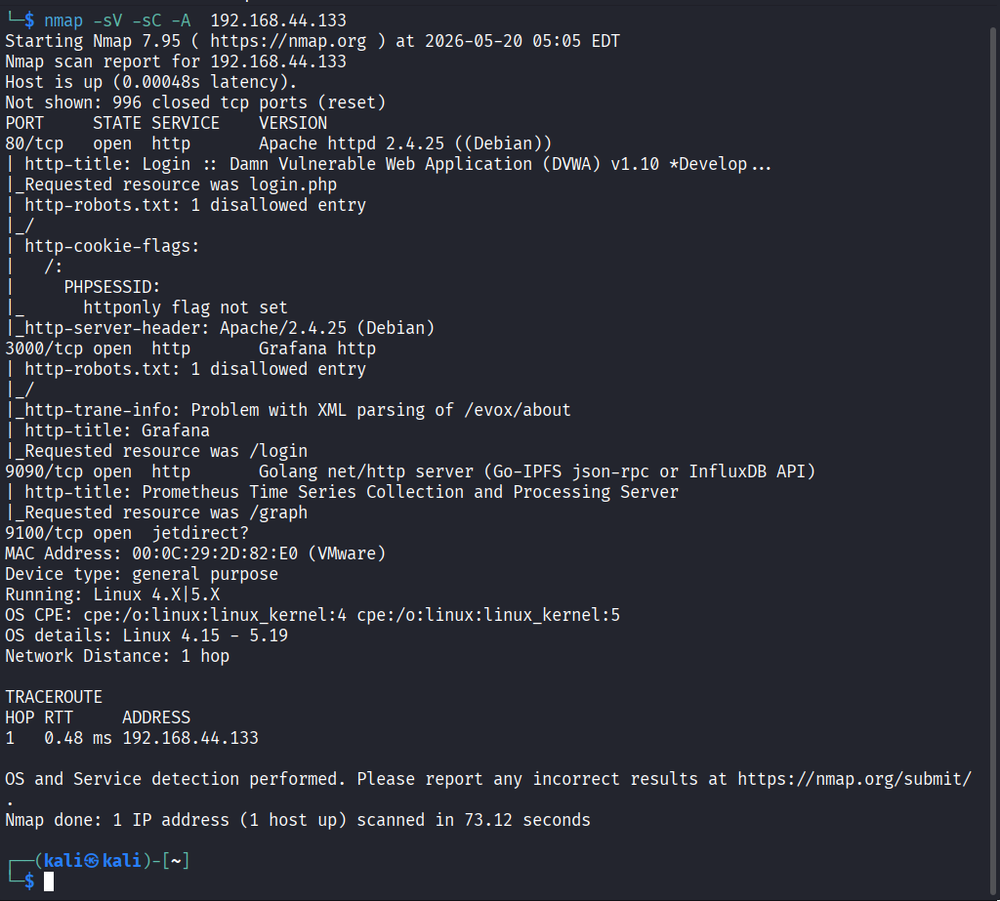 └─$ nmap -sV -sC -A  192.168.44.133
Starting Nmap 7.95 ( https://nmap.org ) at 2026-05-20 05:05 EDT
Nmap scan report for 192.168.44.133
Host is up (0.00048s latency).
Not shown: 996 closed tcp ports (reset)
PORT     STATE SERVICE    VERSION
80/tcp   open  http       Apache httpd 2.4.25 ((Debian))
| http-title: Login :: Damn Vulnerable Web Application (DVWA) v1.10 *Develop...
|_Requested resource was login.php
| http-robots.txt: 1 disallowed entry
|_/
| http-cookie-flags:
|   /:
|     PHPSESSID:
|_      httponly flag not set
|_http-server-header: Apache/2.4.25 (Debian)
3000/tcp open  http       Grafana http
| http-robots.txt: 1 disallowed entry
|_/
|_http-trane-info: Problem with XML parsing of /evox/about
| http-title: Grafana
|_Requested resource was /login
9090/tcp open  http       Golang net/http server (Go-IPFS json-rpc or InfluxDB API)
| http-title: Prometheus Time Series Collection and Processing Server
|_Requested resource was /graph
9100/tcp open  jetdirect?
MAC Address: 00:0C:29:2D:82:E0 (VMware)
Device type: general purpose
Running: Linux 4.X|5.X
OS CPE: cpe:/o:linux:linux_kernel:4 cpe:/o:linux:linux_kernel:5
OS details: Linux 4.15 - 5.19
Network Distance: 1 hop
TRACEROUTE
HOP RTT     ADDRESS
1   0.48 ms 192.168.44.133
OS and Service detection performed. Please report any incorrect results at https://nmap.org/submit/
.
Nmap done: 1 IP address (1 host up) scanned in 73.12 seconds
┌──(kali㉿kali)-[~]
└─$